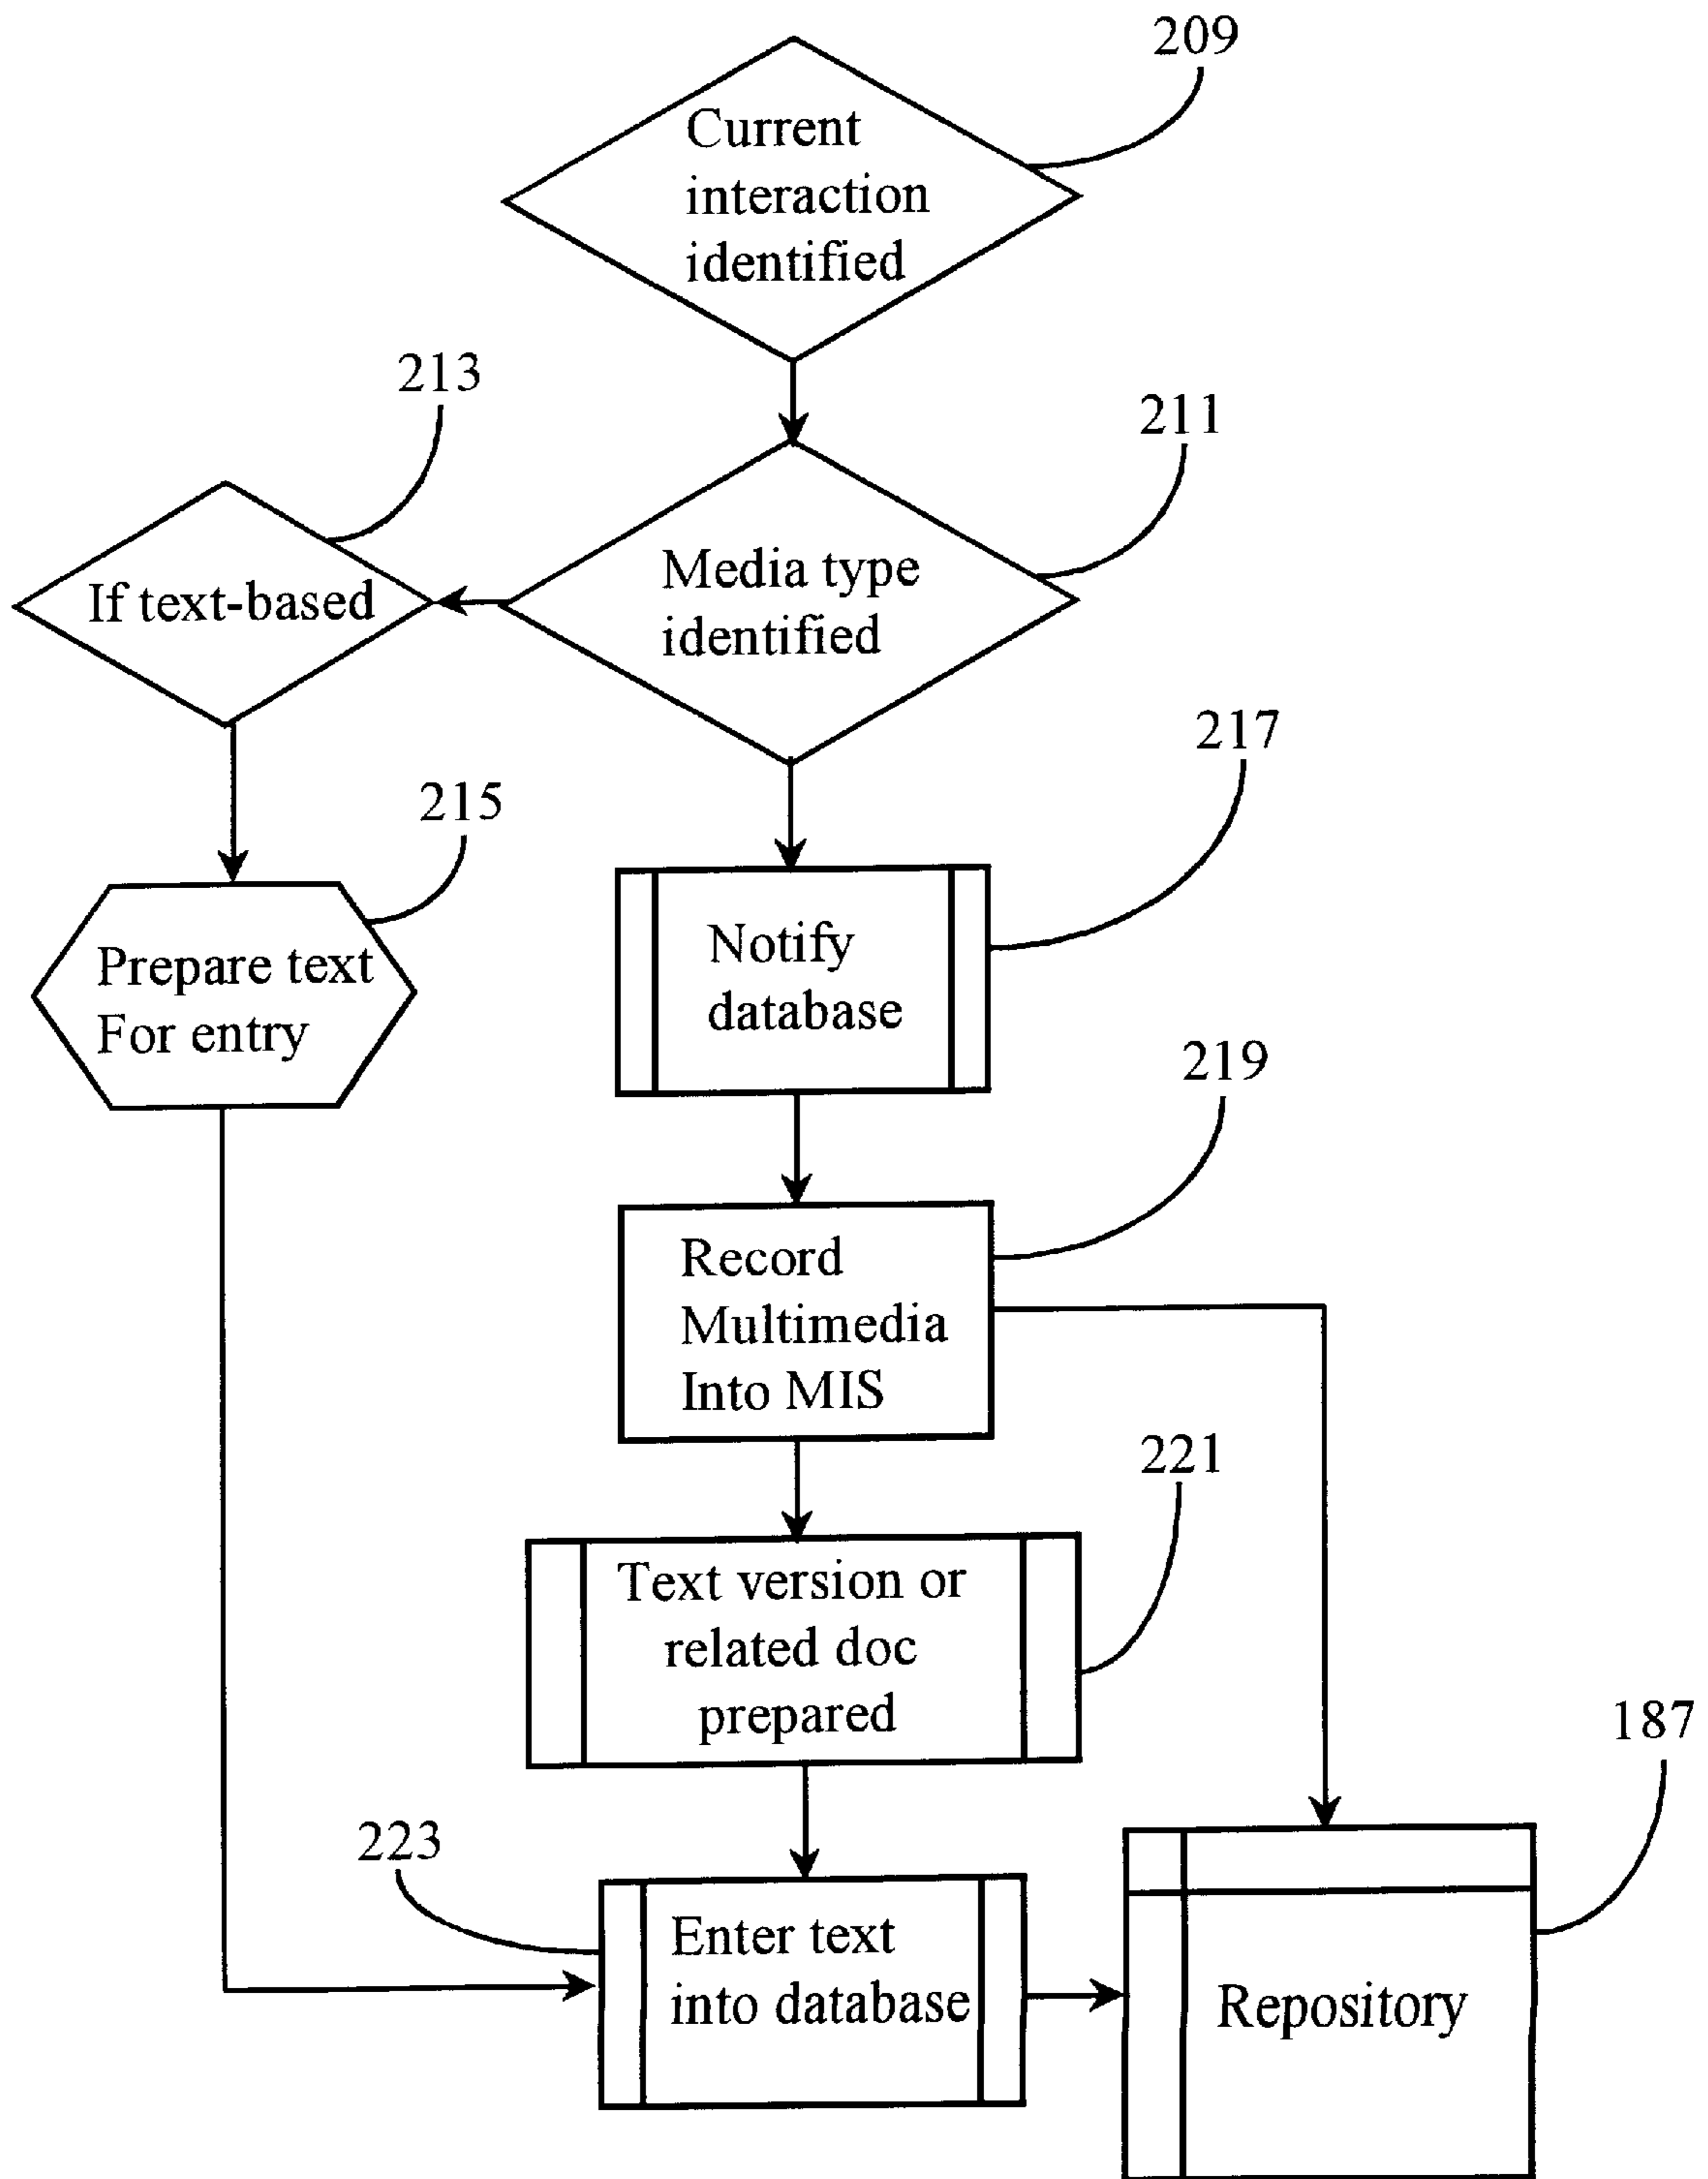 209
Current
interaction
identified
213
211
If text-based
Media type
identified
217
215
Prepare text
For entry
Notify
database
219
Record
Multimedia
Into MIS
221
Text version or
related doc
prepared
187
223
Enter text
into database
Repository